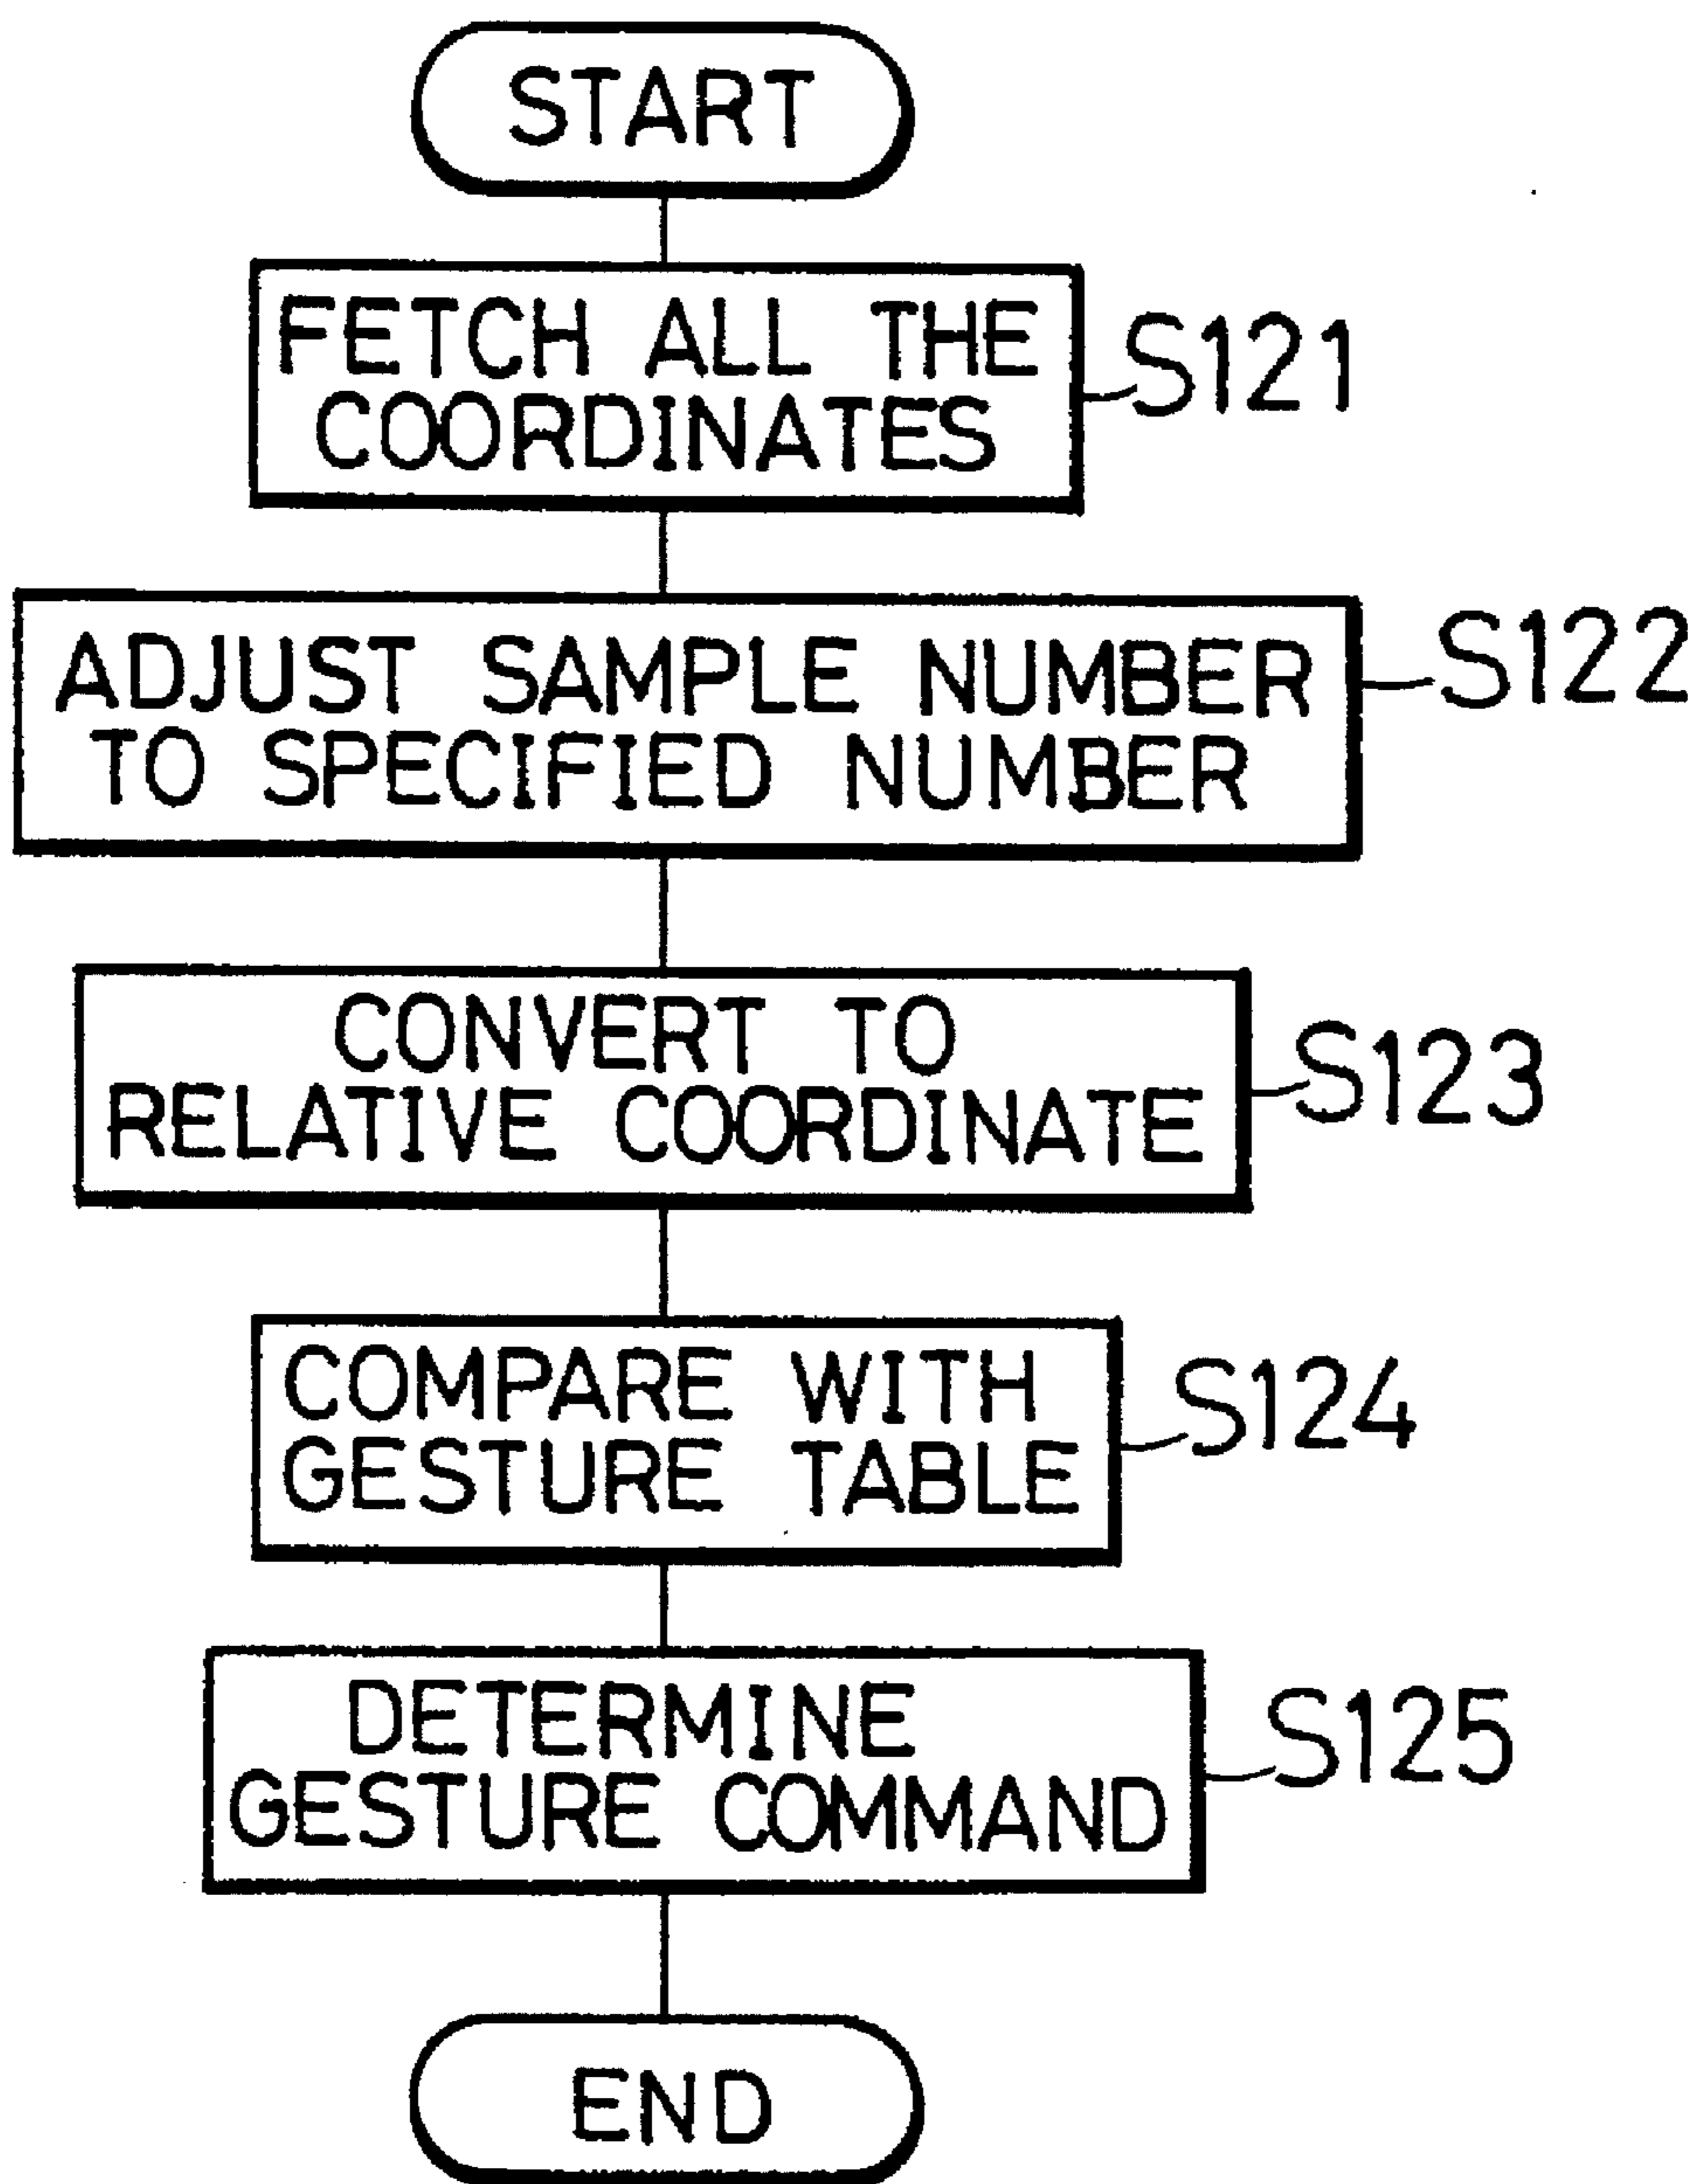 START
FETCH ALL THE
COORDINATES
S121
ADJUST SAMPLE NUMBER
TO SPECIFIED NUMBER
S122
CONVERT TO
RELATIVE COORDINATE
S123
COMPARE WITH
GESTURE TABLE
S124
DETERMINE
GESTURE COMMAND
S125
END